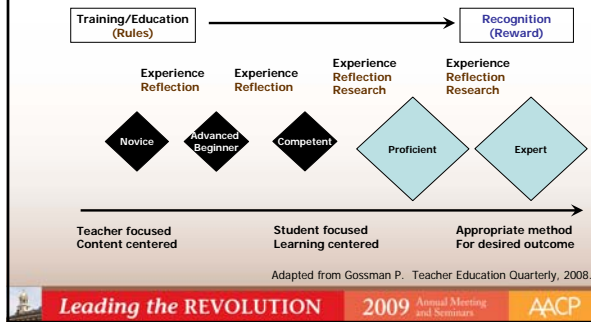 Training/Education
(Rules)
Recognition
(Reward)
Experience
Reflection
Experience
Reflection
Experience
Reflection
Research
Experience
Reflection
Research
Novice
Advanced
Beginner
Competent
Proficient
Expert
Teacher focused
Content centered
Student focused
Learning centered
Appropriate method
For desired outcome
Adapted from Gossman P. Teacher Education Quarterly, 2008.
Leading the REVOLUTION
2009 Annual Meeting
and Seminars
AACP